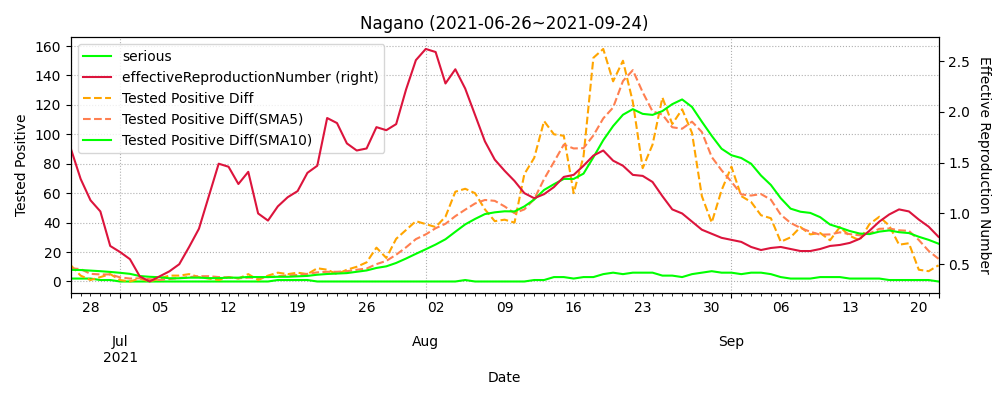 Nagano (2021-06-26~2021-09-24)
serious
effectiveReproductionNumber (right)
Tested Positive Diff
Tested Positive Diff(SMA5)
Tested Positive Diff(SMA10)
Tested Positive
160
140
120
100
80
60
40
20
0
Effective Reproduction Number
2.5
2.0
1.5
1.0
0.5
28 05 12 19 26 02 09 16 23 30 06 13 20
Jul Aug Sep
2021
Date